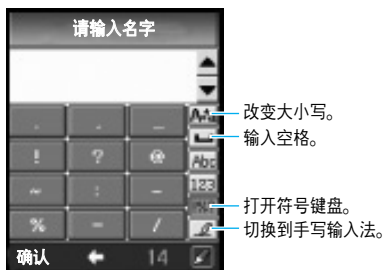 请输入名字
改变大小写。
. , _
输入空格。
! ? @ Abc
~ : - 123
打开符号键盘。
% - /
切换到手写输入法。
确认 14